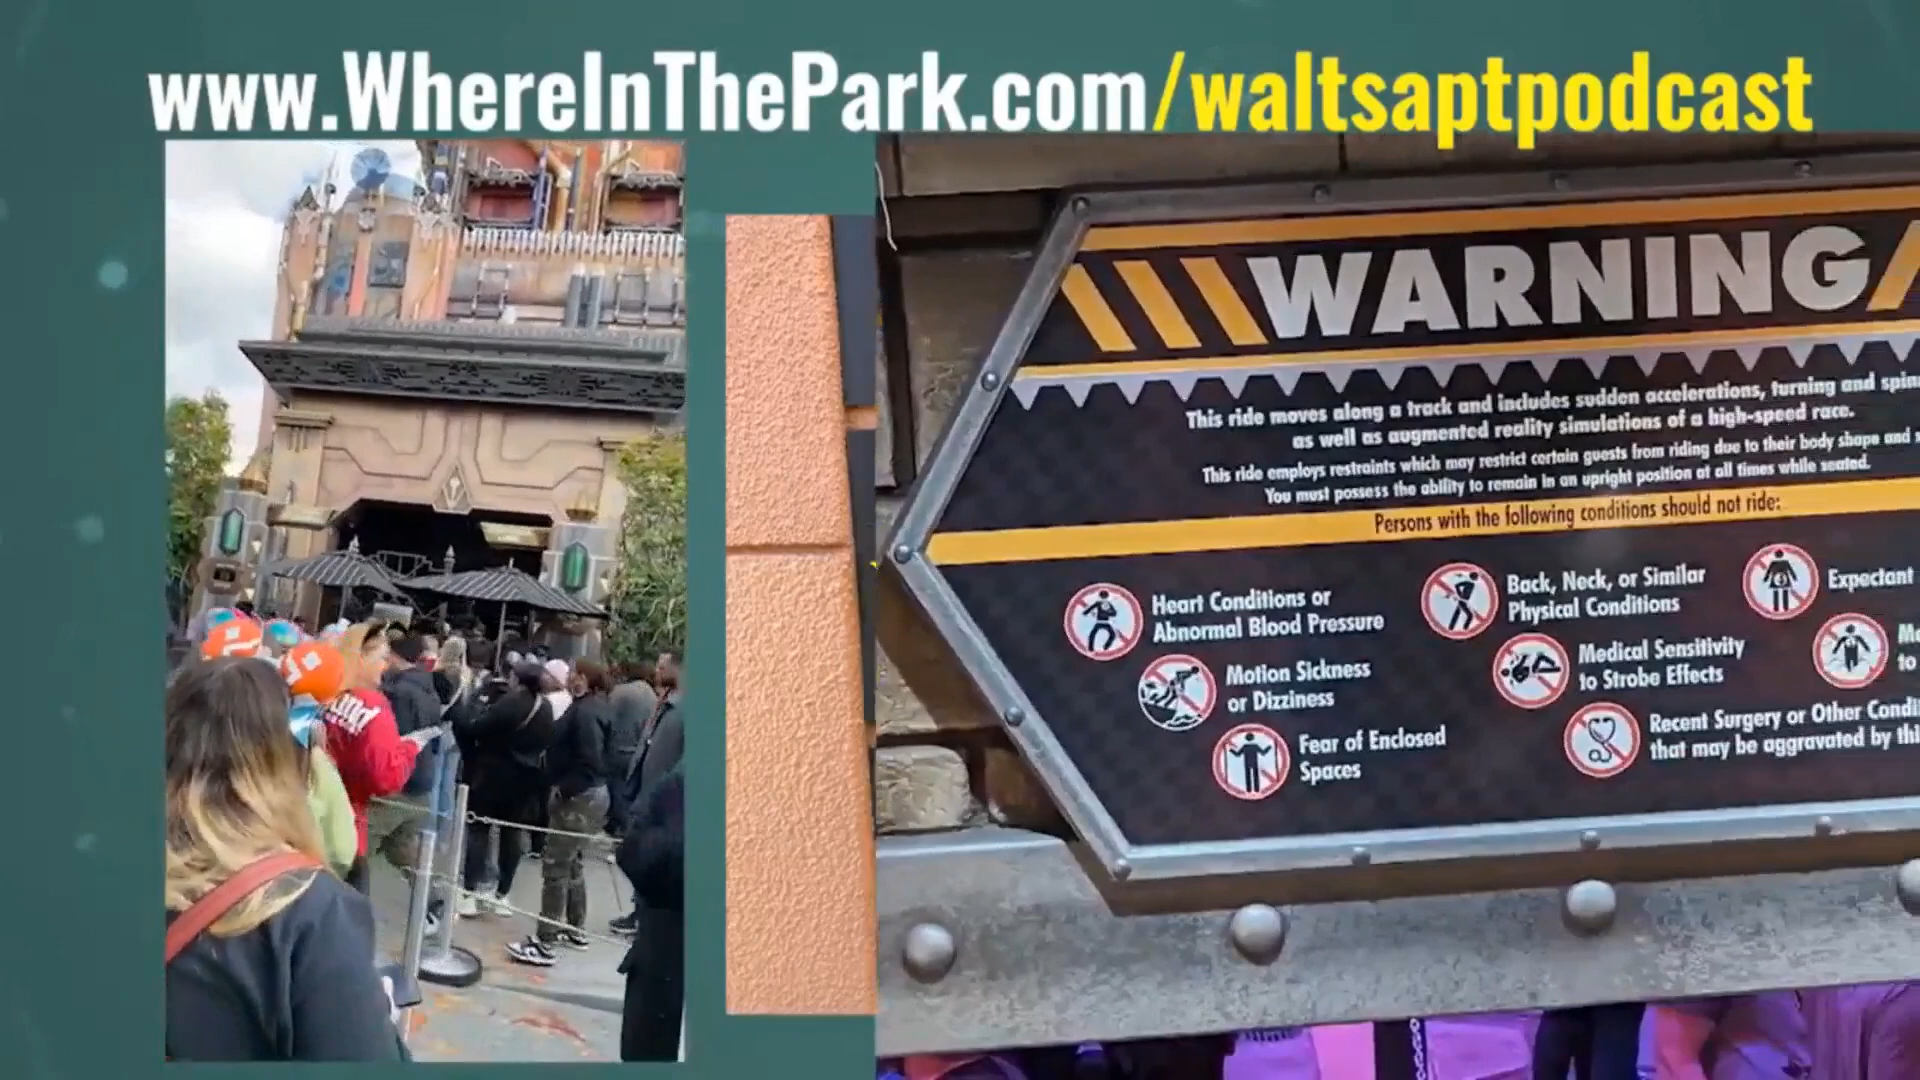 www.WhereInThePark.com/waltsaptpodcast
WARNING
This ride moves along a track and includes sudden accelerations, turning and
as well as augmented reality simulations of a high-speed race.
This ride employs restraints which may restrict certain guests from riding due to their body shape and
You must possess the ability to remain in an upright position at all times while seated.
Persons with the following conditions should not ride:
Heart Conditions or
Abnormal Blood Pressure
Back, Neck, or Similar
Physical Conditions
Expectant
Motion Sickness
or Dizziness
Medical Sensitivity
to Strobe Effects
to
Fear of Enclosed
Spaces
Recent Surgery or Other
that may be aggravated by